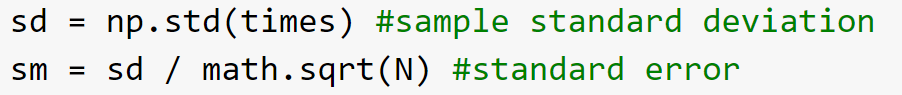 sd = np.std(times) #sample standard deviation
sm = sd / math.sqrt(N) #standard error